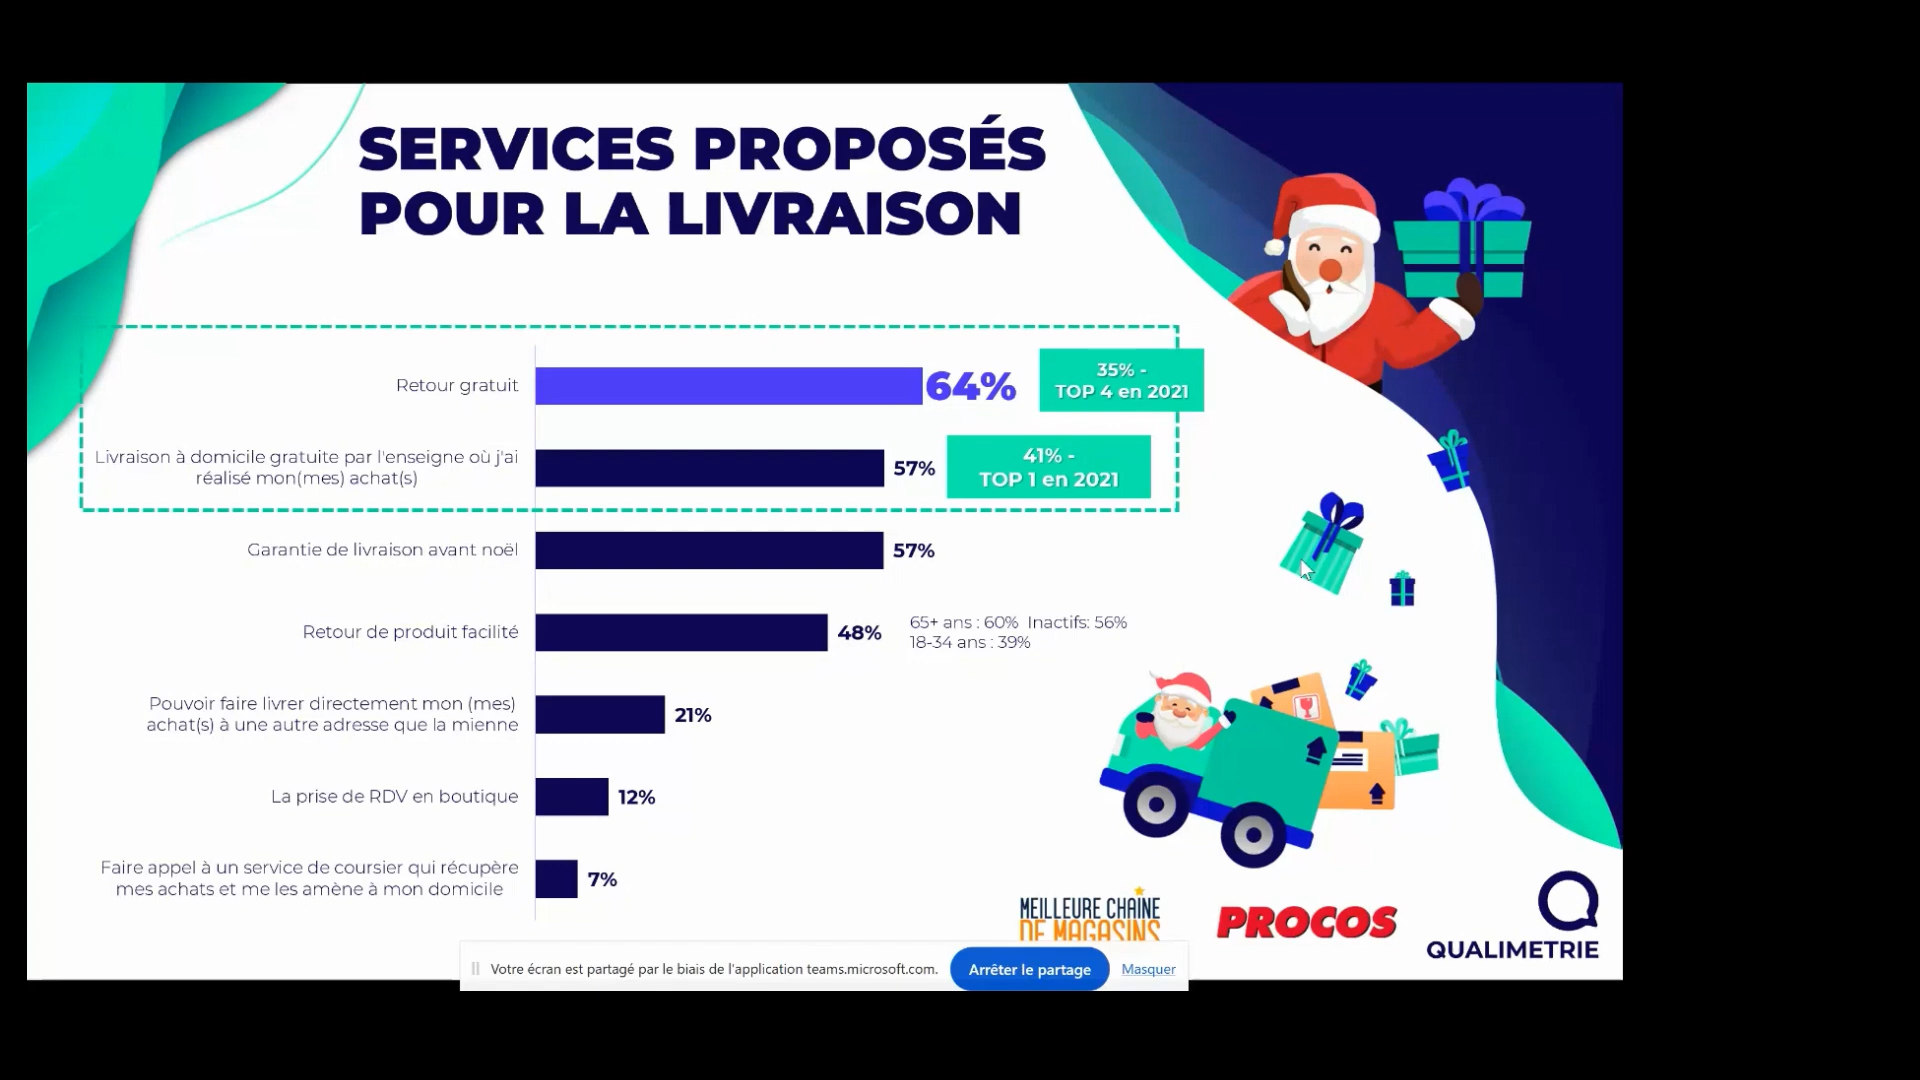 SERVICES PROPOSÉS
POUR LA LIVRAISON
Retour gratuit
64%
35% -
TOP 4 en 2021
Livraison à domicile gratuite par l'enseigne où j'ai
réalisé mon(mes) achat(s)
57%
41% -
TOP 1 en 2021
Garantie de livraison avant noël
57%
Retour de produit facilité
48%
65+ ans : 60%  Inactifs: 56%
18-34 ans : 39%
Pouvoir faire livrer directement mon (mes)
achat(s) à une autre adresse que la mienne
21%
La prise de RDV en boutique
12%
Faire appel à un service de coursier qui récupère
mes achats et me les amène à mon domicile
7%
MEILLEURE CHAÎNE
DE MAGASINS
PROCOS
QUALIMETRIE
Votre écran est partagé par le biais de l'application teams.microsoft.com.
Arrêter le partage
Masquer